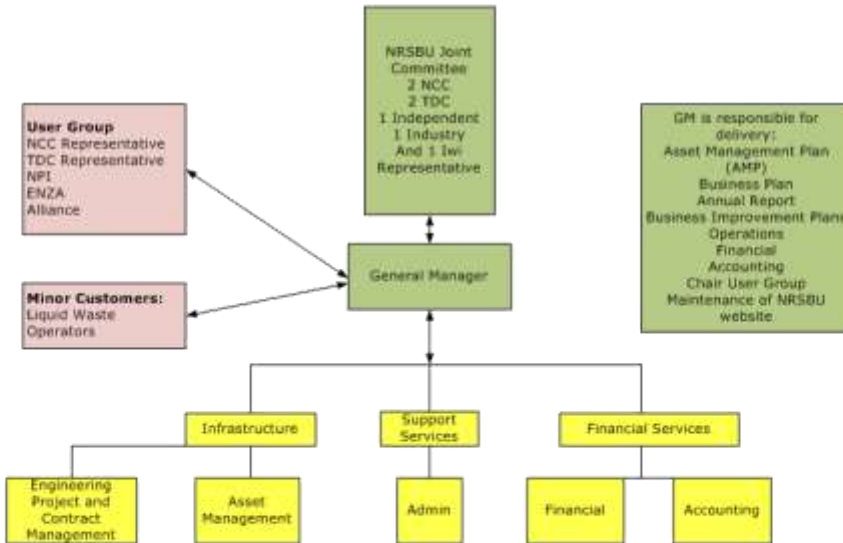 NRSBU Joint
Committee
2 NCC
2 TDC
1 Independent
1 Industry
And 1 Iwi
Representative
User Group
NCC Representative
TDC Representative
NPI
ENZA
Alliance
GM is responsible for
delivery:
Asset Management Plan
(AMP)
Business Plan
Annual Report
Business Improvement Plans
Operations
Financial
Accounting
Chair User Group
Maintenance of NRSBU
website
General Manager
Minor Customers:
Liquid Waste
Operators
Infrastructure
Support
Services
Financial Services
Engineering
Project and
Contract
Management
Asset
Management
Admin
Financial
Accounting